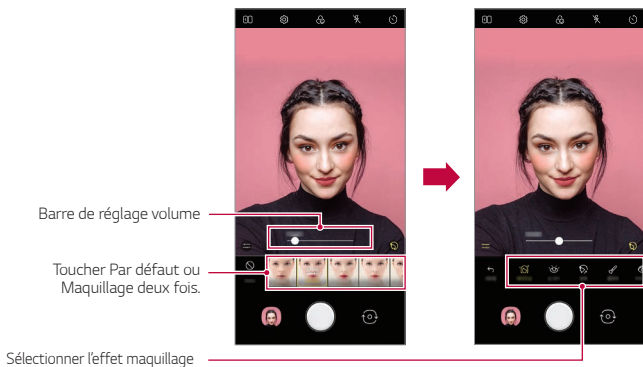 Barre de réglage volume
Toucher Par défaut ou
Maquillage deux fois.
Sélectionner l'effet maquillage